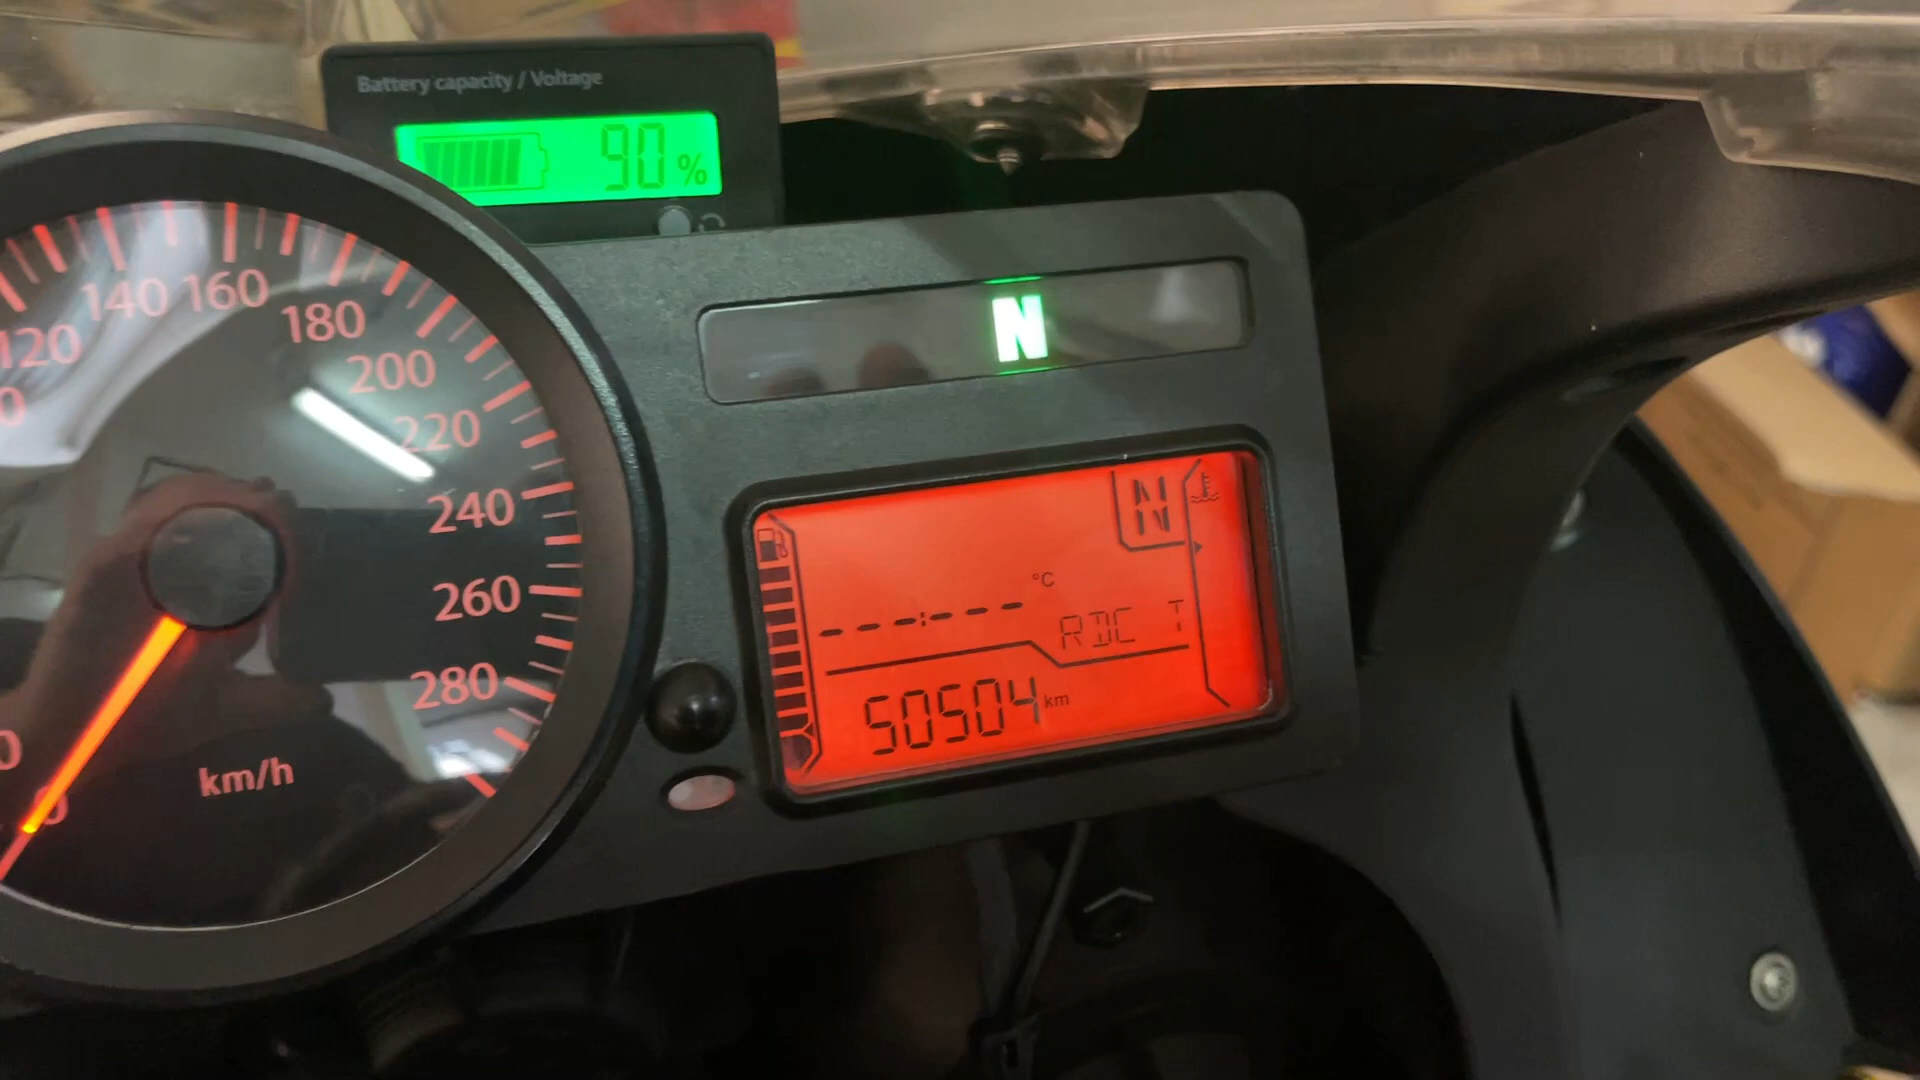 Battery capacity / Voltage
90 %
N
120 140 160 180 200 220 240 260 280
km/h
N
°C
--- ---
RDC T
50504 km